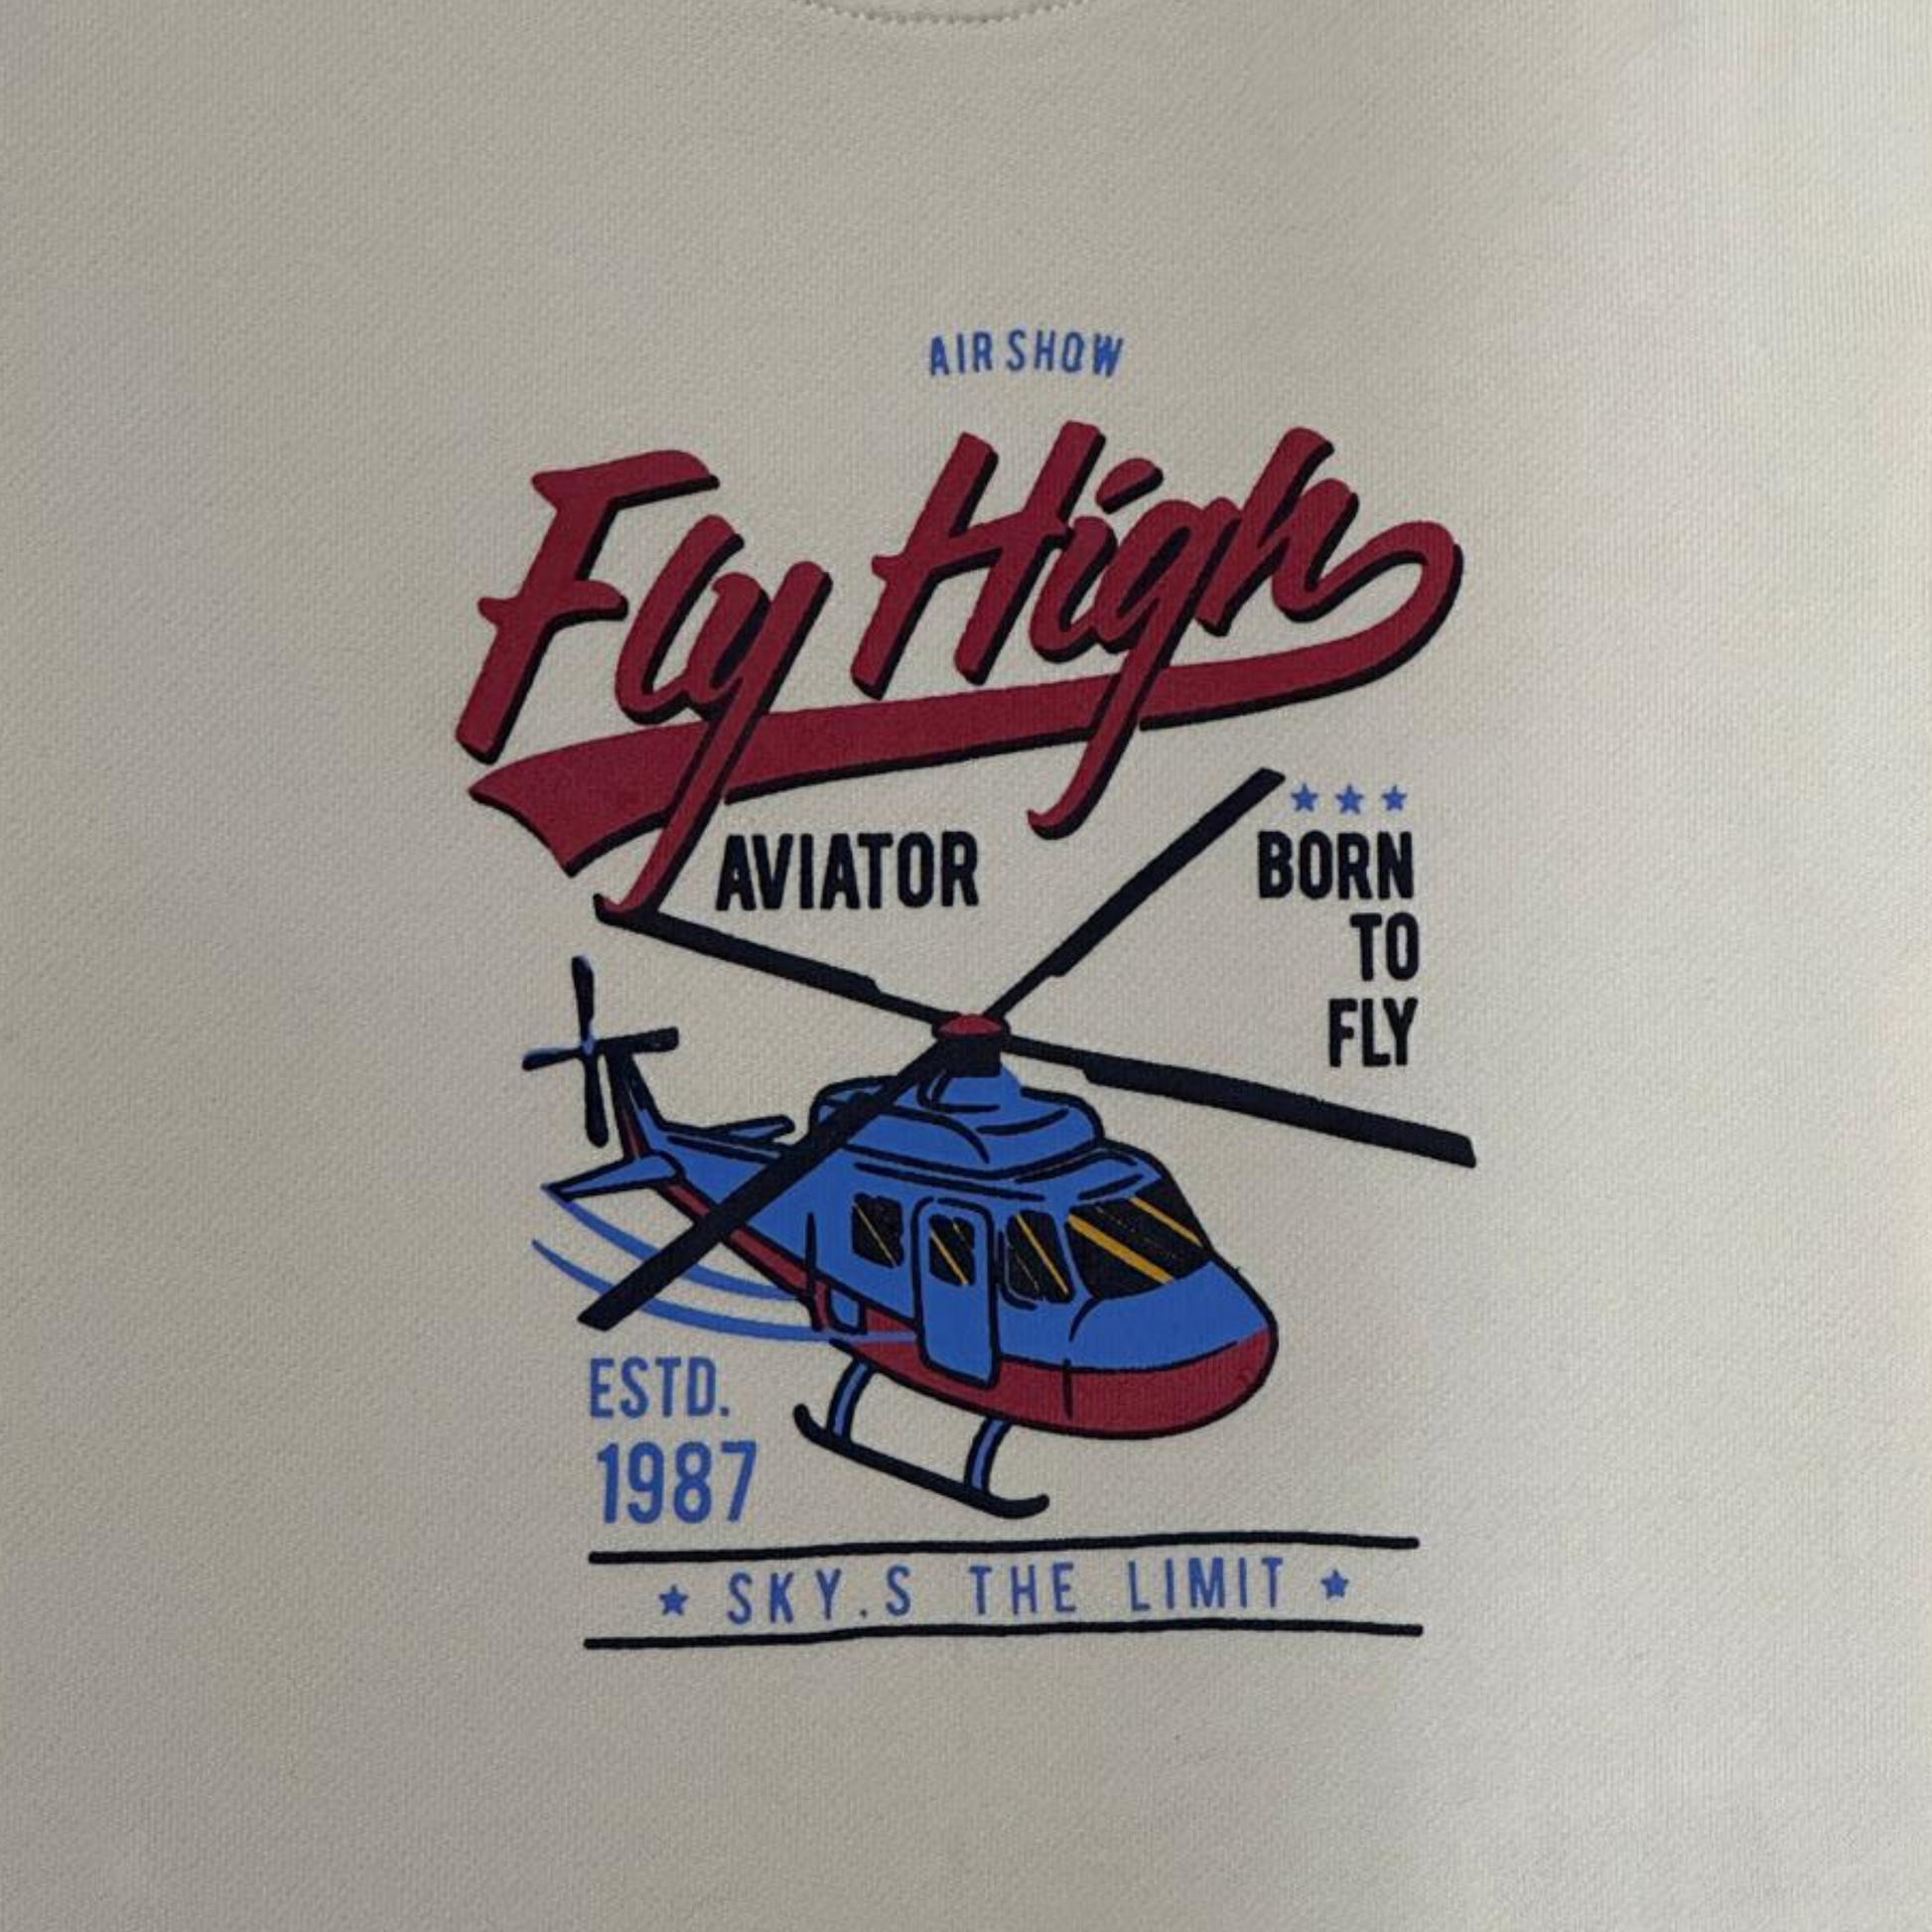 AIR SHOW
Fly High
AVIATOR
BORN
TO
FLY
ESTD.
1987
SKY.S THE LIMIT